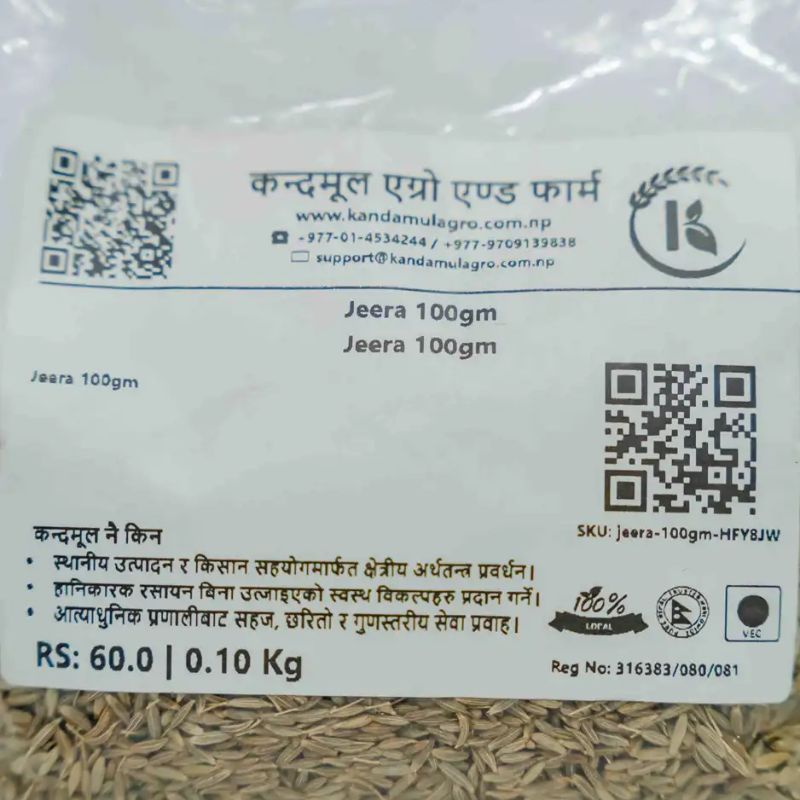 कन्दमूल एग्रो एण्ड फार्म
www.kandamulagro.com.np
+977-01-4534244 / +977-9709139838
support@kandamulagro.com.np
Jeera 100gm
Jeera 100gm
Jeera 100gm
SKU: jeera-100gm-HFY8JW
कन्दमूल नै किन
• स्थानीय उत्पादन र किसान सहयोगमार्फत क्षेत्रीय अर्थतन्त्र प्रवर्धन।
• हानिकारक रसायन बिना उत्जाइएको स्वस्थ विकल्पहरु प्रदान गर्ने।
• आत्याधुनिक प्रणालीबाट सहज, छरितो र गुणस्तरीय सेवा प्रवाह।
100%
LOCAL
VEG
RS: 60.0 | 0.10 Kg
Reg No: 316383/080/081